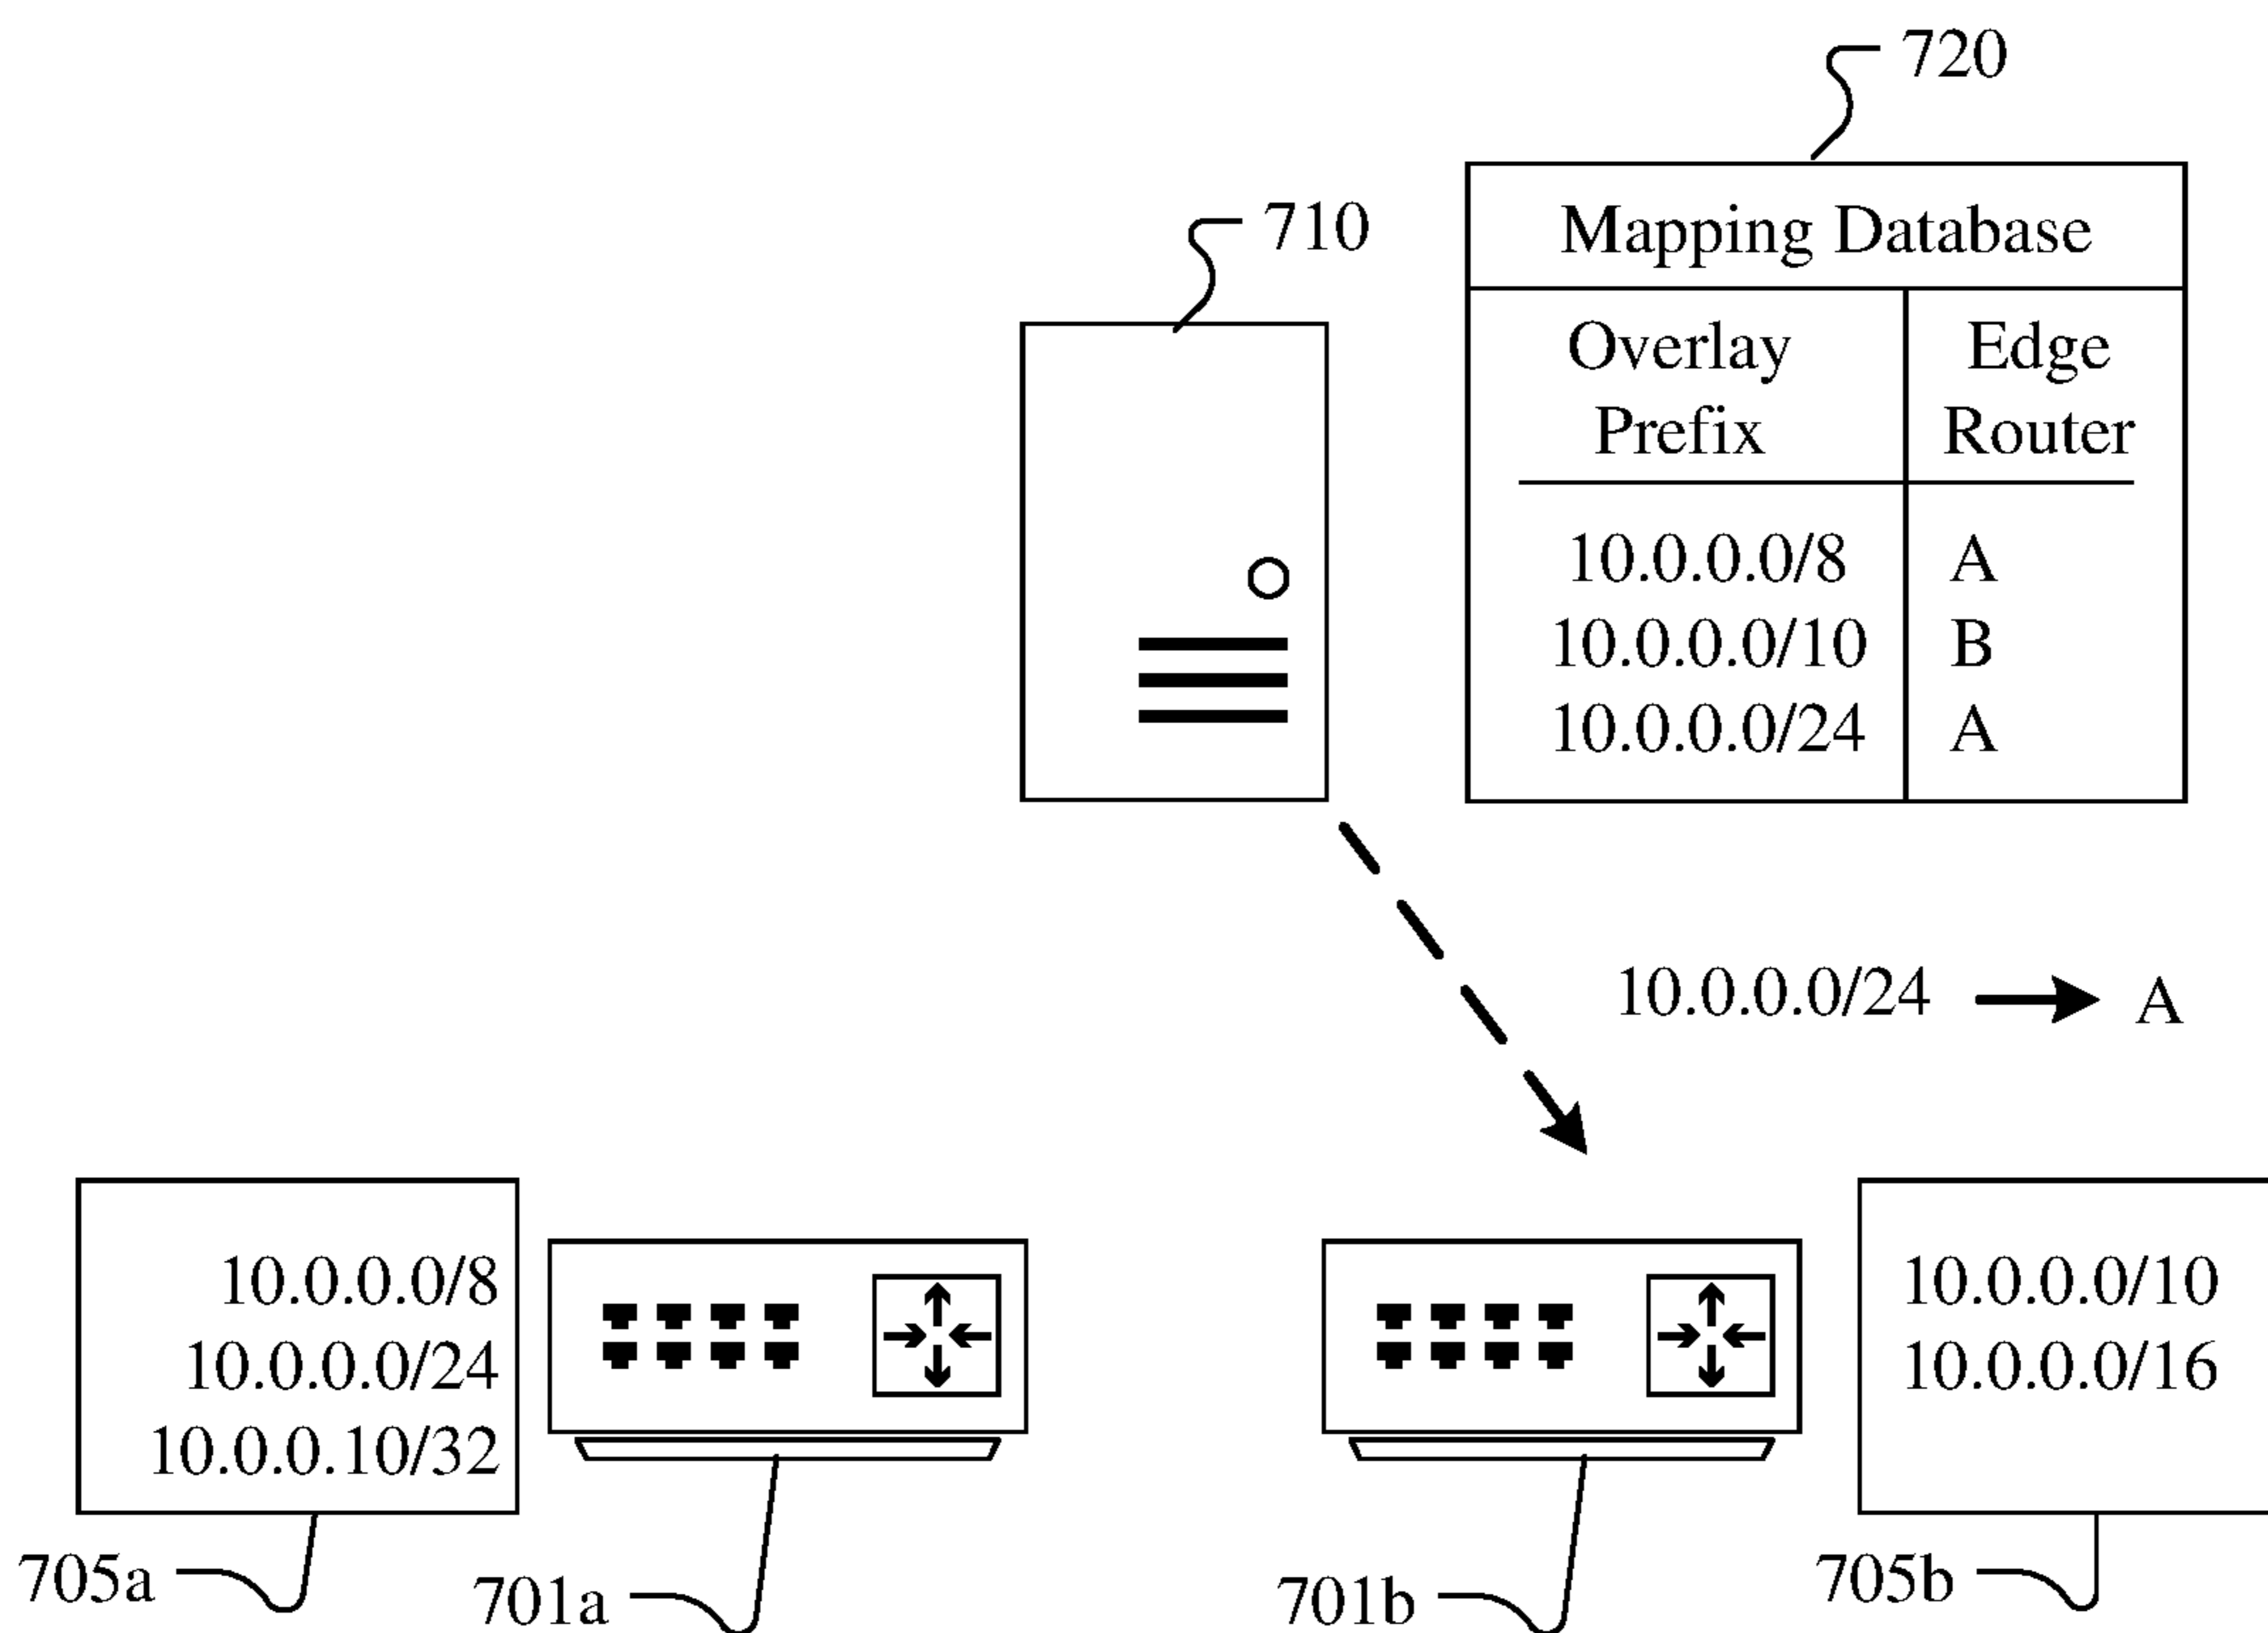 720
710
Mapping Database
Overlay Prefix
Edge Router
10.0.0.0/8 A
10.0.0.0/10 B
10.0.0.0/24 A
10.0.0.0/24 → A
10.0.0.0/8
10.0.0.0/24
10.0.0.10/32
10.0.0.0/10
10.0.0.0/16
705a
701a
701b
705b